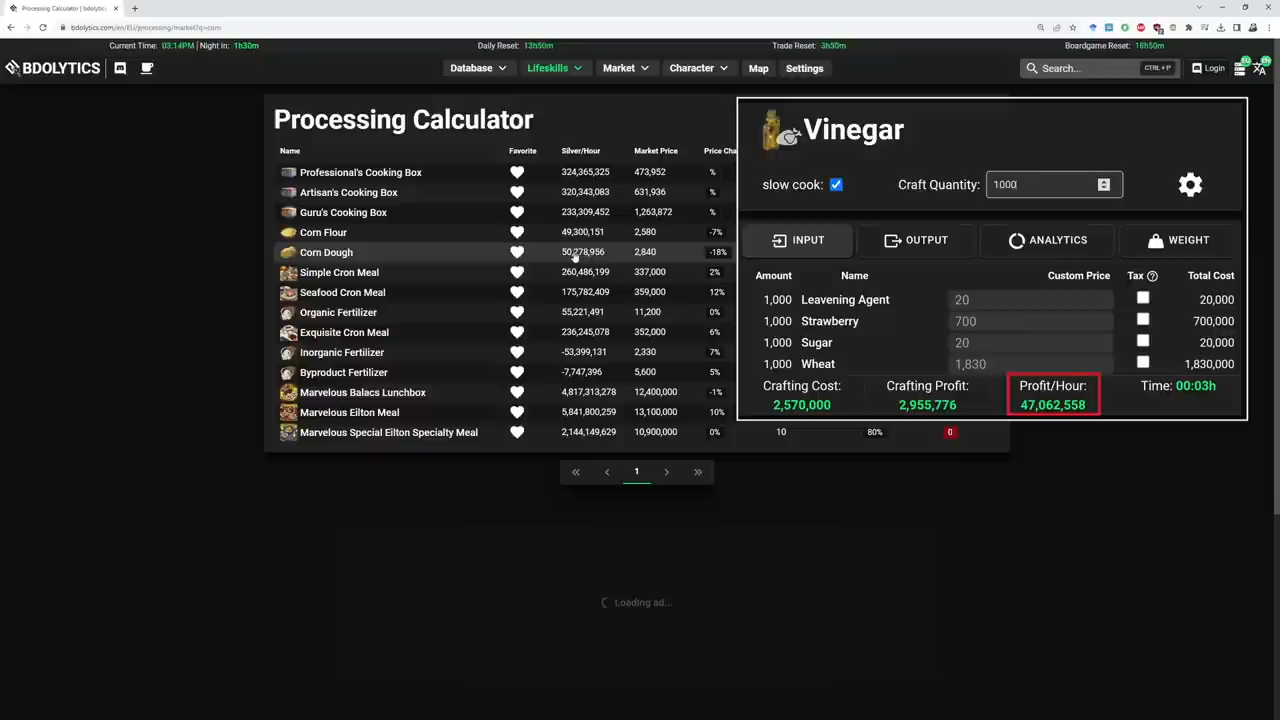 Processing Calculator | bdolytic
bdolytics.com/en/EU/processing/market?q=corn
Current Time: 03:14PM | Night in: 1h30m
Daily Reset: 13h50m
Trade Reset: 3h50m
Boardgame Reset: 18h50m
BDOLYTICS
Database
Lifeskills
Market
Character
Map
Settings
Search...
CTRL + P
Login
EU
EN
Processing Calculator
Name Favorite Silver/Hour Market Price Price Cha
Professional's Cooking Box 324,365,325 473,952 %
Artisan's Cooking Box 320,343,083 631,936 %
Guru's Cooking Box 233,309,452 1,263,872 %
Corn Flour 49,300,151 2,580 -7%
Corn Dough 50,278,956 2,840 -18%
Simple Cron Meal 260,486,199 337,000 2%
Seafood Cron Meal 175,782,409 359,000 12%
Organic Fertilizer 55,221,491 11,200 0%
Exquisite Cron Meal 236,245,078 352,000 6%
Inorganic Fertilizer -53,399,131 2,330 7%
Byproduct Fertilizer -7,747,396 5,600 5%
Marvelous Balacs Lunchbox 4,817,313,278 12,400,000 -1%
Marvelous Eilton Meal 5,841,800,259 13,100,000 10%
Marvelous Special Eilton Specialty Meal 2,144,149,629 10,900,000 0% 10 80% 0
Vinegar
slow cook:
Craft Quantity: 1000
INPUT
OUTPUT
ANALYTICS
WEIGHT
Amount Name Custom Price Tax Total Cost
1,000 Leavening Agent 20 20,000
1,000 Strawberry 700 700,000
1,000 Sugar 20 20,000
1,000 Wheat 1,830 1,830,000
Crafting Cost: Crafting Profit: Profit/Hour: Time: 00:03h
2,570,000 2,955,776 47,062,558
« ‹ 1 › »
Loading ad...